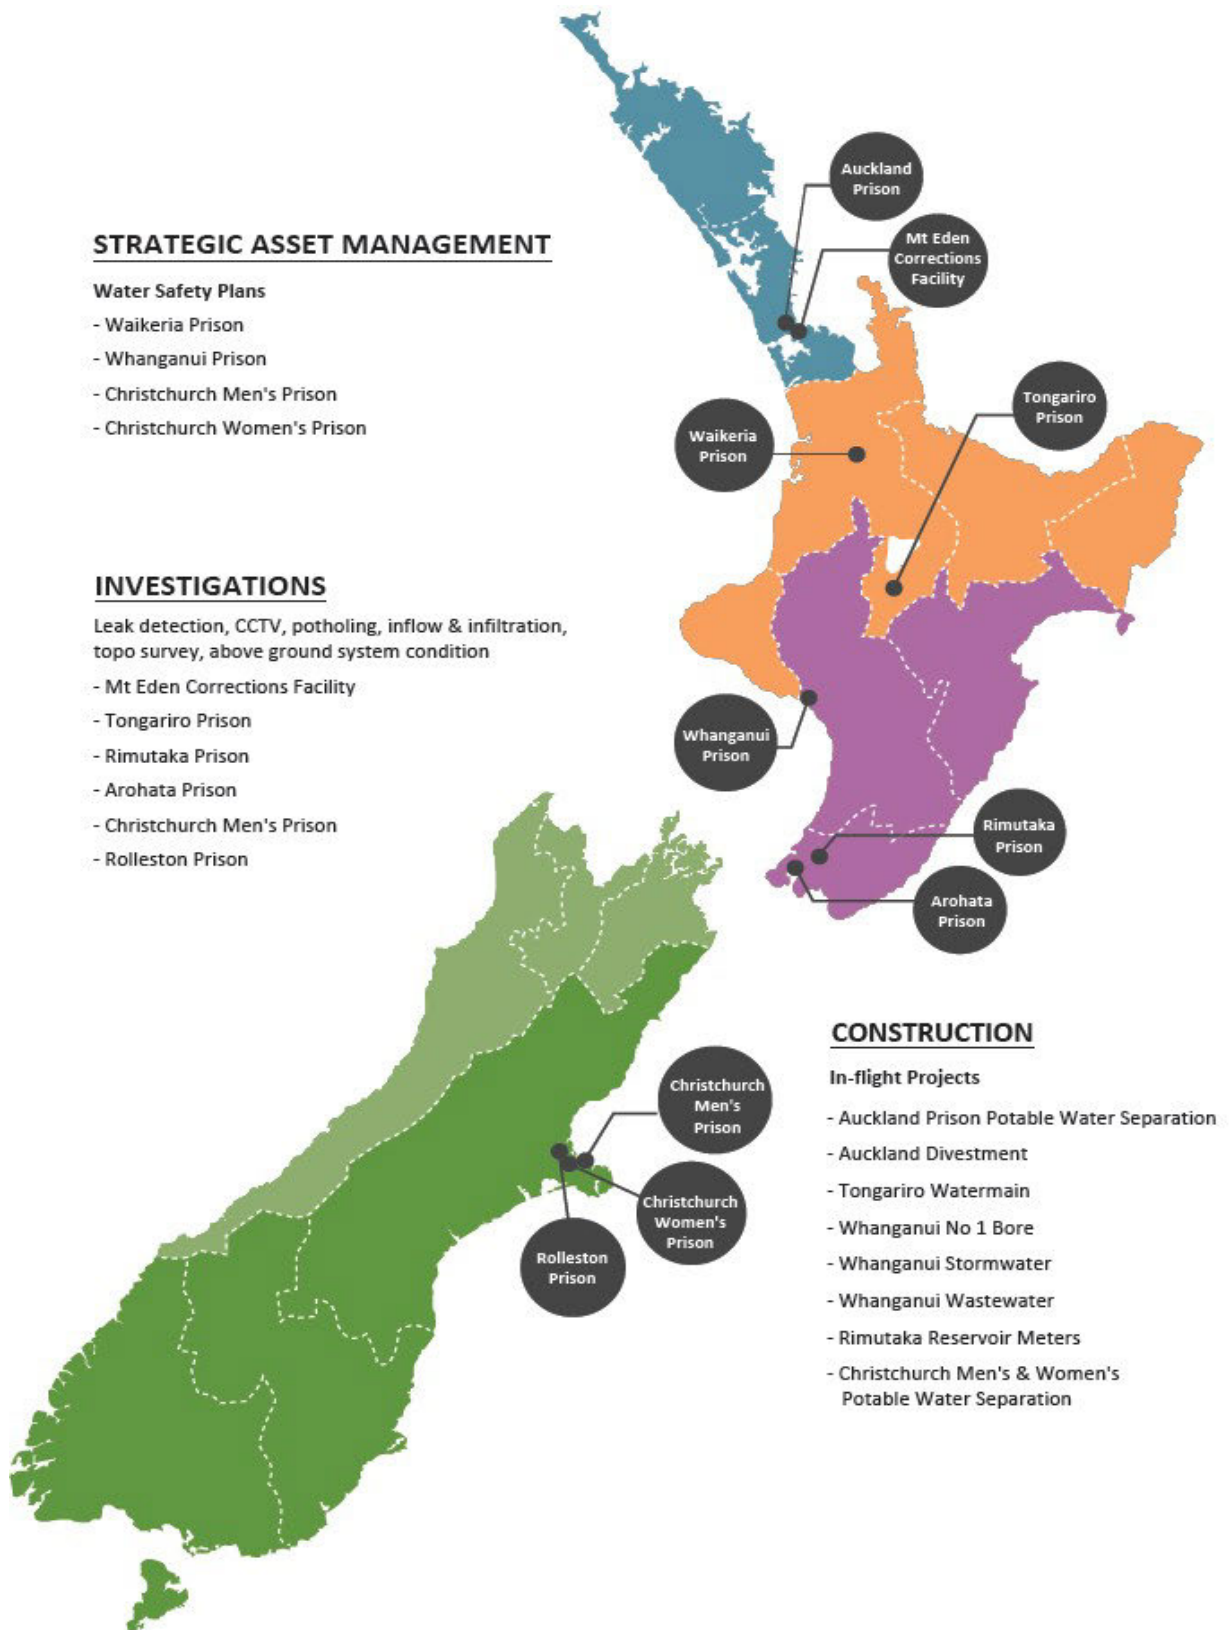 Auckland
Prison
Mt Eden
Corrections
Facility
STRATEGIC ASSET MANAGEMENT
Water Safety Plans
- Waikeria Prison
- Whanganui Prison
- Christchurch Men's Prison
- Christchurch Women's Prison
Tongariro
Prison
Waikeria
Prison
INVESTIGATIONS
Leak detection, CCTV, potholing, inflow & infiltration,
topo survey, above ground system condition
- Mt Eden Corrections Facility
- Tongariro Prison
- Rimutaka Prison
- Arohata Prison
- Christchurch Men's Prison
- Rolleston Prison
Whanganui
Prison
Rimutaka
Prison
Arohata
Prison
Christchurch
Men's
Prison
Christchurch
Women's
Prison
Rolleston
Prison
CONSTRUCTION
In-flight Projects
- Auckland Prison Potable Water Separation
- Auckland Divestment
- Tongariro Watermain
- Whanganui No 1 Bore
- Whanganui Stormwater
- Whanganui Wastewater
- Rimutaka Reservoir Meters
- Christchurch Men's & Women's
Potable Water Separation